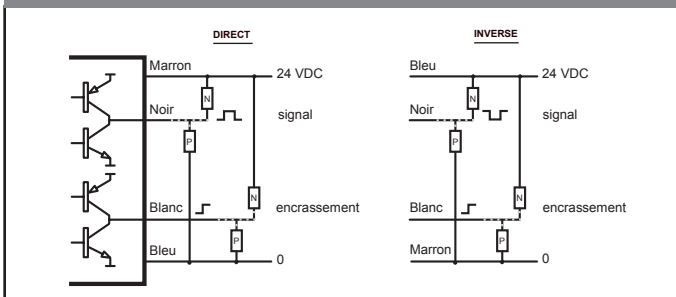 DIRECT
INVERSE
Marron
24 VDC
Noir
N
signal
P
Blanc
N
encrassement
P
Bleu
0
Bleu
24 VDC
Noir
N
signal
P
Blanc
N
encrassement
P
Marron
0